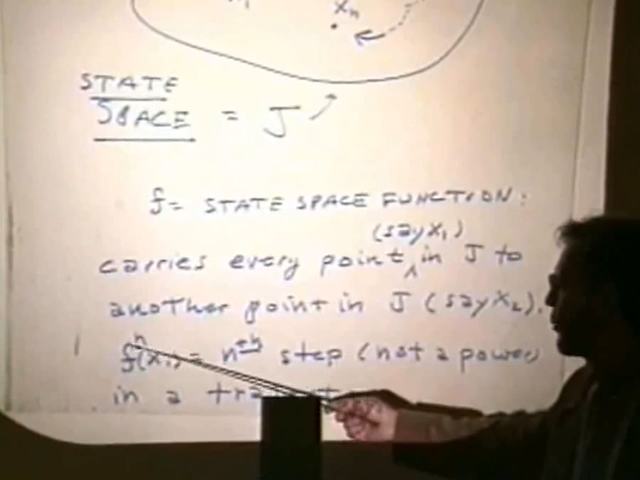 xₙ
STATE
SPACE = J
f = STATE SPACE FUNCTION:
(say x₁)
carries every point ^ in J to
another point in J (say x₂).
fⁿ(x₁) = nth step (not a power)
in a